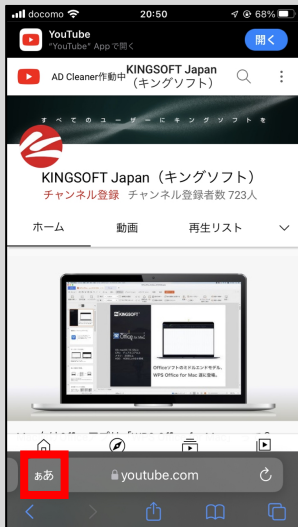 docomo 20:50 68%
YouTube
"YouTube" App で開く
開く
AD Cleaner作動中
KINGSOFT Japan
（キングソフト）
す べ て の ユ ー ザ ー に キ ン グ ソ フ ト を
KINGSOFT Japan（キングソフト）
チャンネル登録 チャンネル登録者数 723人
ホーム 動画 再生リスト
KINGSOFT
Office for Mac
Officeソフトのミドルエンドモデル、
WPS Office for Mac 遂に登場。
ぁあ youtube.com